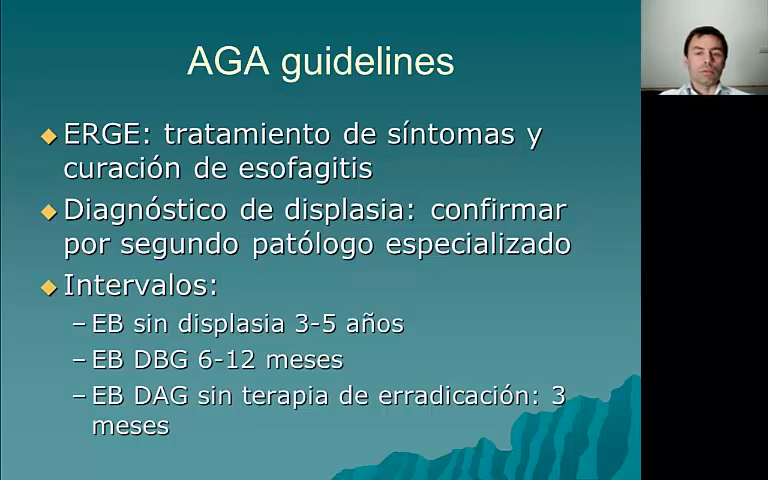 AGA guidelines
ERGE: tratamiento de síntomas y
curación de esofagitis
Diagnóstico de displasia: confirmar
por segundo patólogo especializado
Intervalos:
– EB sin displasia 3-5 años
– EB DBG 6-12 meses
– EB DAG sin terapia de erradicación: 3
meses